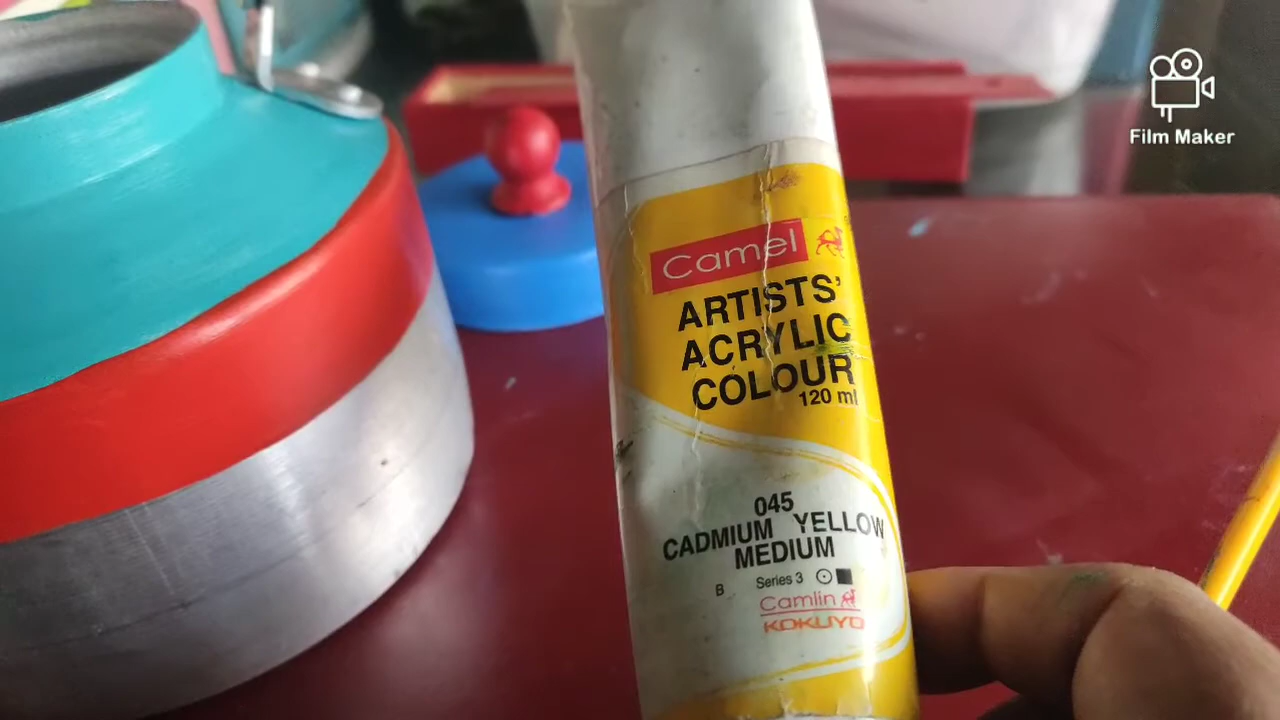 Film Maker
Camel
ARTISTS'
ACRYLIC
COLOUR
120 ml
045
CADMIUM YELLOW
MEDIUM
B Series 3
Camlin
KOKUYO